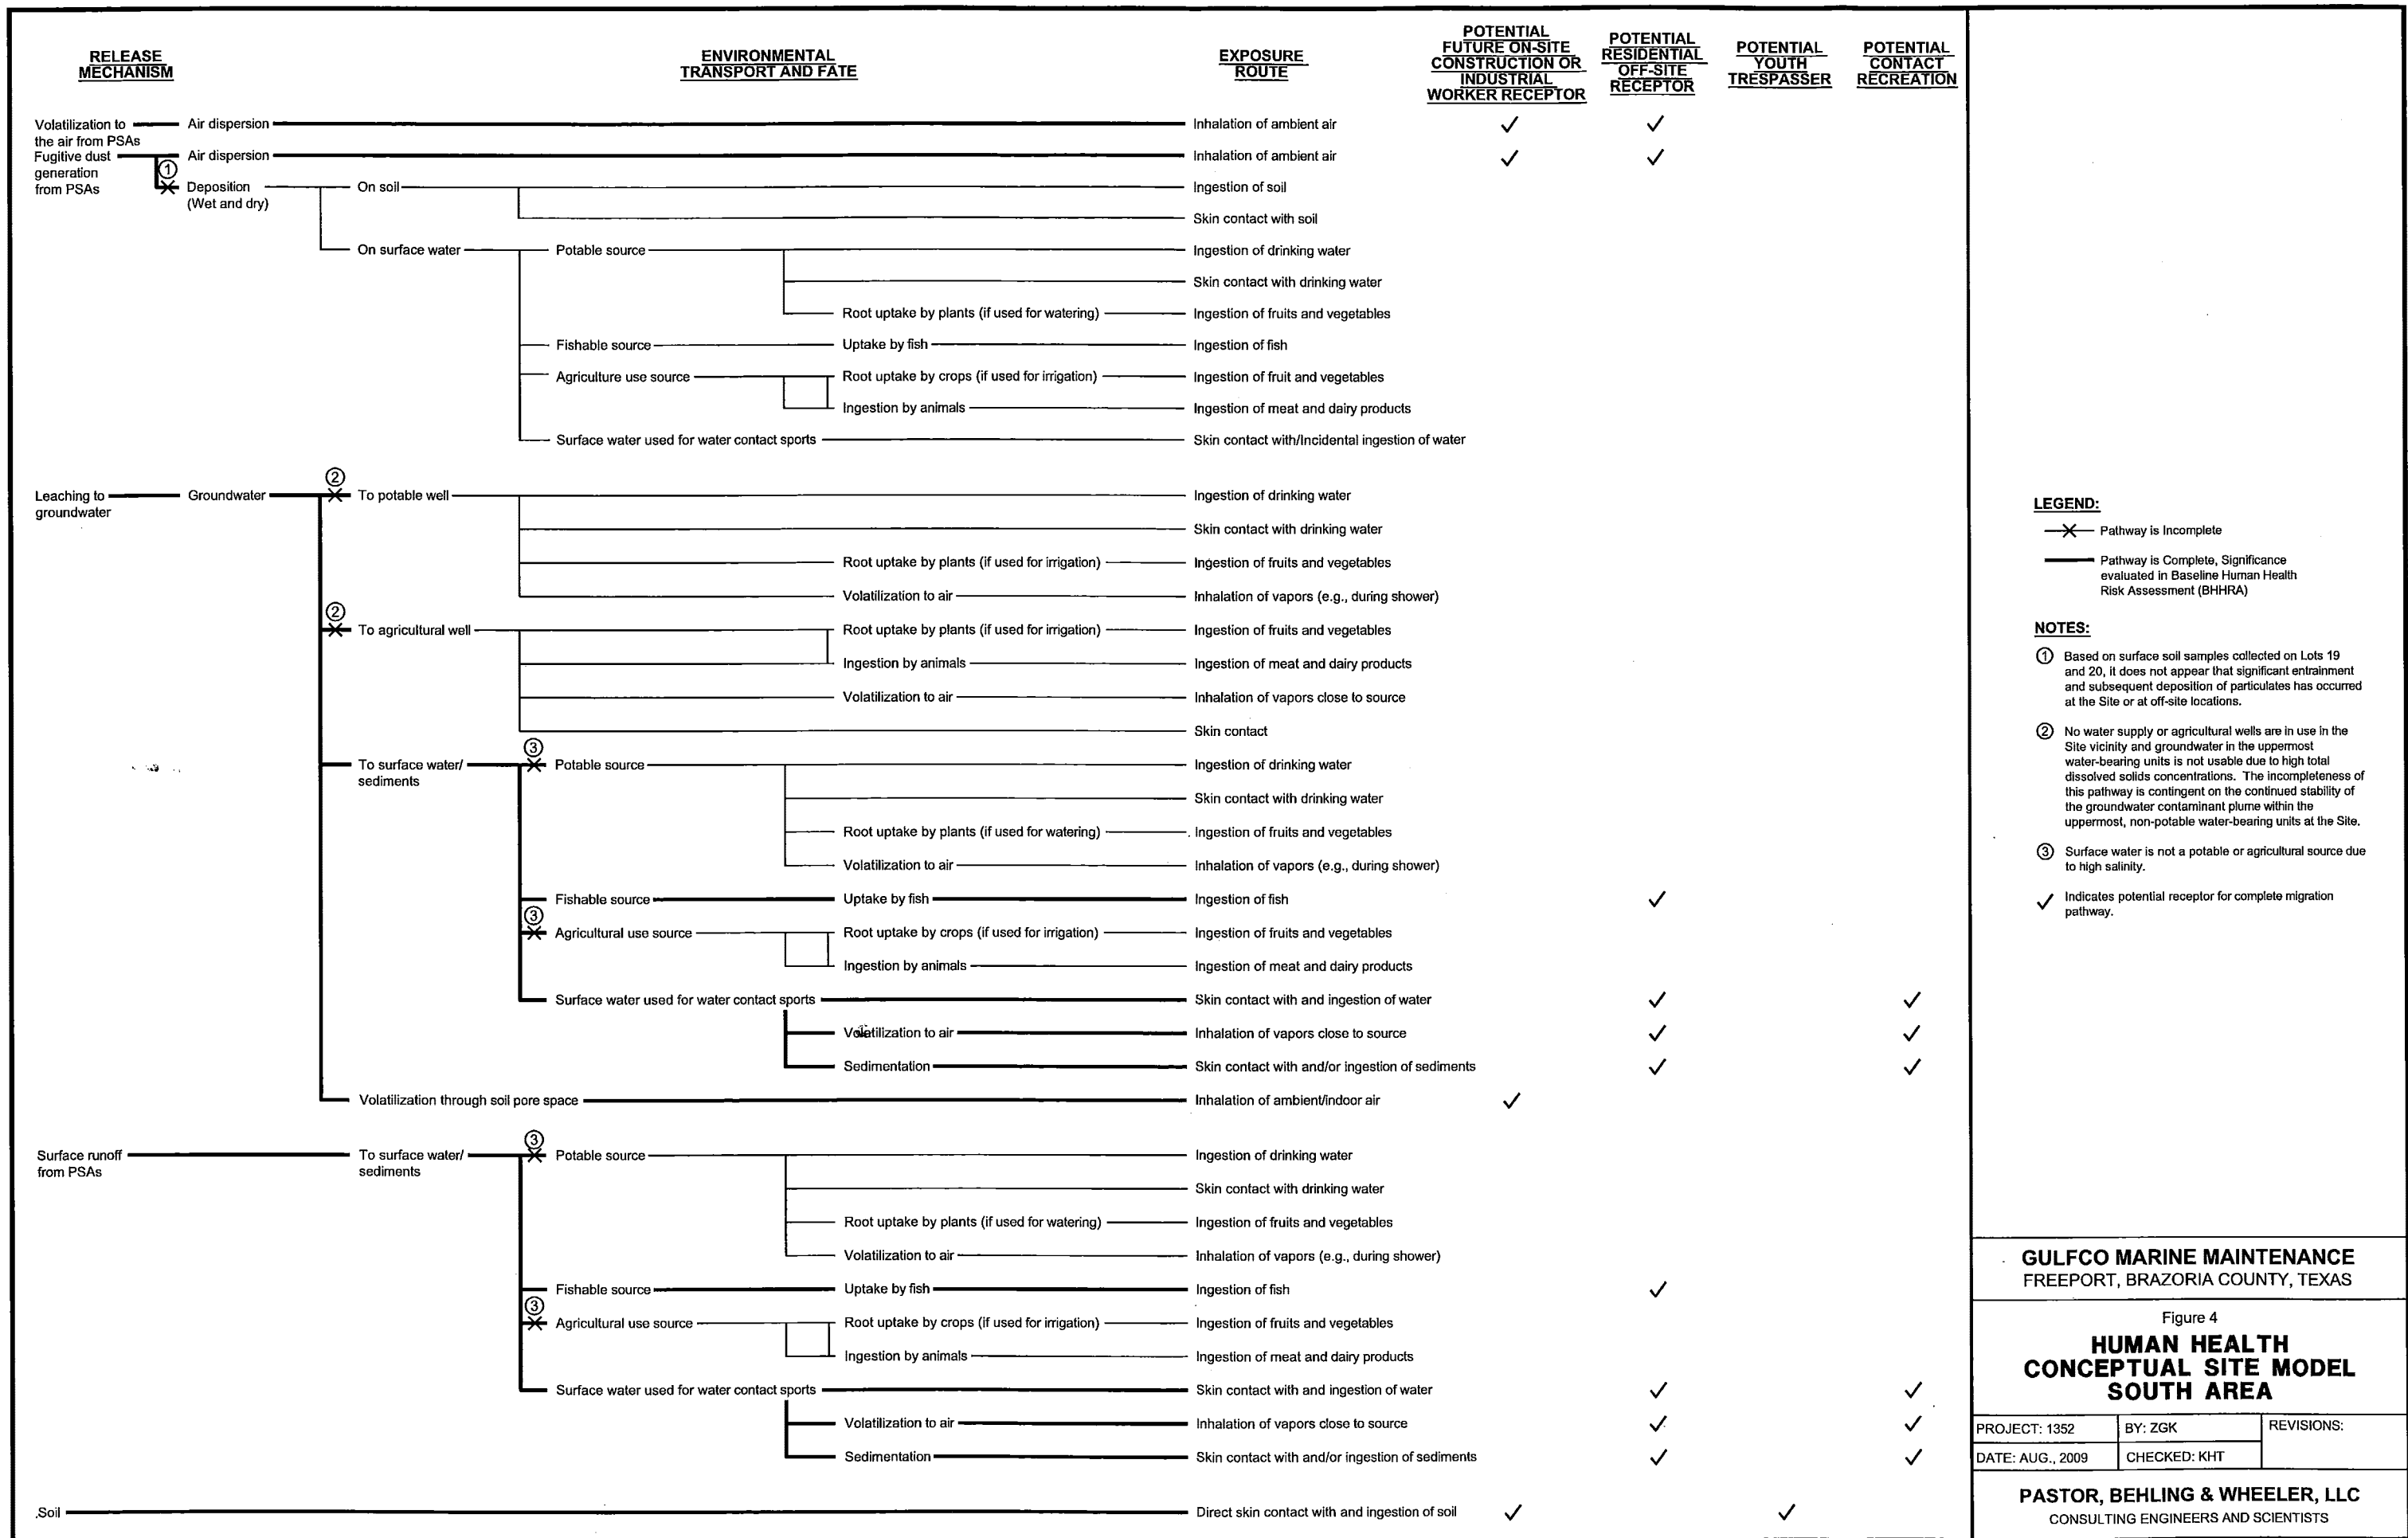 RELEASE
MECHANISM
ENVIRONMENTAL
TRANSPORT AND FATE
EXPOSURE
ROUTE
POTENTIAL
FUTURE ON-SITE
CONSTRUCTION OR
INDUSTRIAL
WORKER RECEPTOR
POTENTIAL
RESIDENTIAL
OFF-SITE
RECEPTOR
POTENTIAL
YOUTH
TRESPASSER
POTENTIAL
CONTACT
RECREATION
Volatilization to
the air from PSAs
Air dispersion
Inhalation of ambient air
✓ ✓
Fugitive dust
generation
from PSAs
Air dispersion
Inhalation of ambient air
✓ ✓
①
Deposition
(Wet and dry)
On soil
Ingestion of soil
Skin contact with soil
On surface water
Potable source
Ingestion of drinking water
Skin contact with drinking water
Root uptake by plants (if used for watering)
Ingestion of fruits and vegetables
Fishable source
Uptake by fish
Ingestion of fish
Agriculture use source
Root uptake by crops (if used for irrigation)
Ingestion of fruit and vegetables
Ingestion by animals
Ingestion of meat and dairy products
Surface water used for water contact sports
Skin contact with/Incidental ingestion of water
Leaching to
groundwater
Groundwater
②
To potable well
Ingestion of drinking water
Skin contact with drinking water
Root uptake by plants (if used for irrigation)
Ingestion of fruits and vegetables
Volatilization to air
Inhalation of vapors (e.g., during shower)
②
To agricultural well
Root uptake by plants (if used for irrigation)
Ingestion of fruits and vegetables
Ingestion by animals
Ingestion of meat and dairy products
Volatilization to air
Inhalation of vapors close to source
Skin contact
To surface water/
sediments
③
Potable source
Ingestion of drinking water
Skin contact with drinking water
Root uptake by plants (if used for watering)
Ingestion of fruits and vegetables
Volatilization to air
Inhalation of vapors (e.g., during shower)
Fishable source
Uptake by fish
Ingestion of fish
✓
③
Agricultural use source
Root uptake by crops (if used for irrigation)
Ingestion of fruits and vegetables
Ingestion by animals
Ingestion of meat and dairy products
Surface water used for water contact sports
Skin contact with and ingestion of water
✓ ✓
Volatilization to air
Inhalation of vapors close to source
✓ ✓
Sedimentation
Skin contact with and/or ingestion of sediments
✓ ✓
Volatilization through soil pore space
Inhalation of ambient/indoor air
✓
Surface runoff
from PSAs
To surface water/
sediments
③
Potable source
Ingestion of drinking water
Skin contact with drinking water
Root uptake by plants (if used for watering)
Ingestion of fruits and vegetables
Volatilization to air
Inhalation of vapors (e.g., during shower)
Fishable source
Uptake by fish
Ingestion of fish
✓
③
Agricultural use source
Root uptake by crops (if used for irrigation)
Ingestion of fruits and vegetables
Ingestion by animals
Ingestion of meat and dairy products
Surface water used for water contact sports
Skin contact with and ingestion of water
✓ ✓
Volatilization to air
Inhalation of vapors close to source
✓ ✓
Sedimentation
Skin contact with and/or ingestion of sediments
✓ ✓
Soil
Direct skin contact with and ingestion of soil
✓ ✓
LEGEND:
Pathway is Incomplete
Pathway is Complete, Significance
evaluated in Baseline Human Health
Risk Assessment (BHHRA)
NOTES:
① Based on surface soil samples collected on Lots 19
and 20, it does not appear that significant entrainment
and subsequent deposition of particulates has occurred
at the Site or at off-site locations.
② No water supply or agricultural wells are in use in the
Site vicinity and groundwater in the uppermost
water-bearing units is not usable due to high total
dissolved solids concentrations. The incompleteness of
this pathway is contingent on the continued stability of
the groundwater contaminant plume within the
uppermost, non-potable water-bearing units at the Site.
③ Surface water is not a potable or agricultural source due
to high salinity.
✓ Indicates potential receptor for complete migration
pathway.
GULFCO MARINE MAINTENANCE
FREEPORT, BRAZORIA COUNTY, TEXAS
Figure 4
HUMAN HEALTH
CONCEPTUAL SITE MODEL
SOUTH AREA
PROJECT: 1352
BY: ZGK
REVISIONS:
DATE: AUG., 2009
CHECKED: KHT
PASTOR, BEHLING & WHEELER, LLC
CONSULTING ENGINEERS AND SCIENTISTS